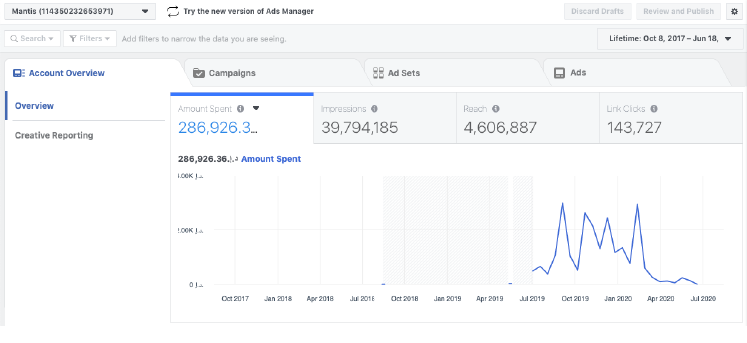 Mantis (114350232653971)
Try the new version of Ads Manager
Discard Drafts
Review and Publish
Search
Filters
Add filters to narrow the data you are seeing.
Lifetime: Oct 8, 2017 – Jun 18,
Account Overview
Campaigns
Ad Sets
Ads
Overview
Creative Reporting
Amount Spent
286,926.3...
Impressions
39,794,185
Reach
4,606,887
Link Clicks
143,727
286,926.36 Amount Spent
0
Oct 2017
Jan 2018
Apr 2018
Jul 2018
Oct 2018
Jan 2019
Apr 2019
Jul 2019
Oct 2019
Jan 2020
Apr 2020
Jul 2020